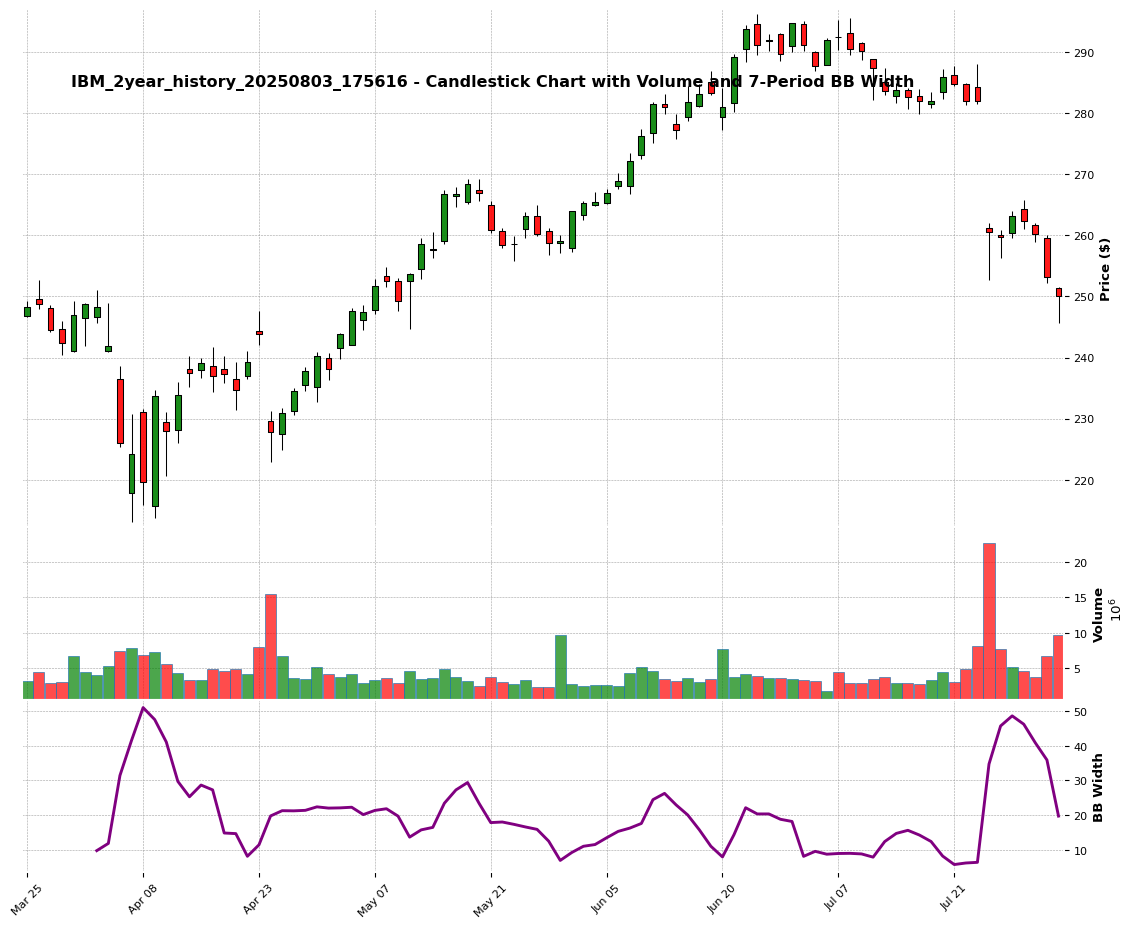 IBM_2year_history_20250803_175616 - Candlestick Chart with Volume and 7-Period BB Width
290
280
270
260
250
240
230
220
Price ($)
20
15
10
5
Volume
10^6
50
40
30
20
10
BB Width
Mar 25
Apr 08
Apr 23
May 07
May 21
Jun 05
Jun 20
Jul 07
Jul 21